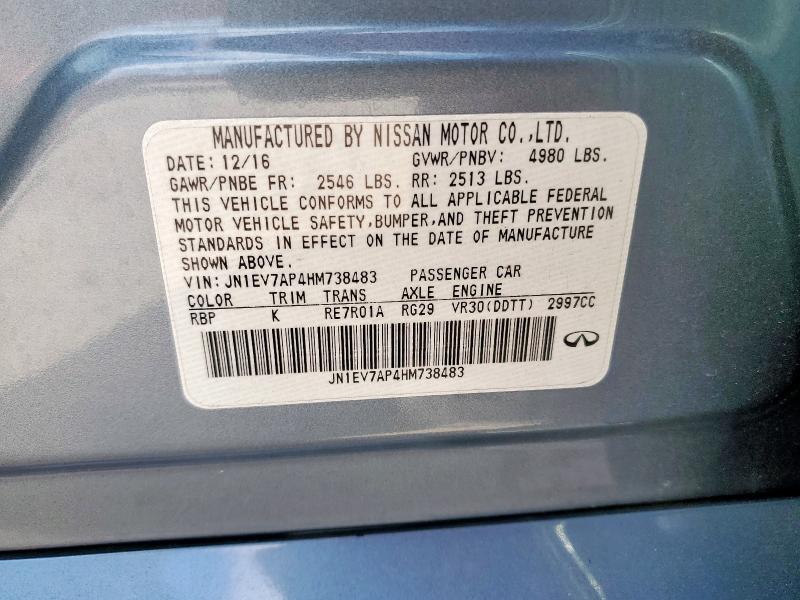 MANUFACTURED BY NISSAN MOTOR CO.,LTD.
DATE: 12/16 GVWR/PNBV: 4980 LBS.
GAWR/PNBE FR: 2546 LBS. RR: 2513 LBS.
THIS VEHICLE CONFORMS TO ALL APPLICABLE FEDERAL
MOTOR VEHICLE SAFETY,BUMPER,AND THEFT PREVENTION
STANDARDS IN EFFECT ON THE DATE OF MANUFACTURE
SHOWN ABOVE.
VIN: JN1EV7AP4HM738483 PASSENGER CAR
COLOR TRIM TRANS AXLE ENGINE
RBP K RE7R01A RG29 VR30(DDTT) 2997CC
JN1EV7AP4HM738483